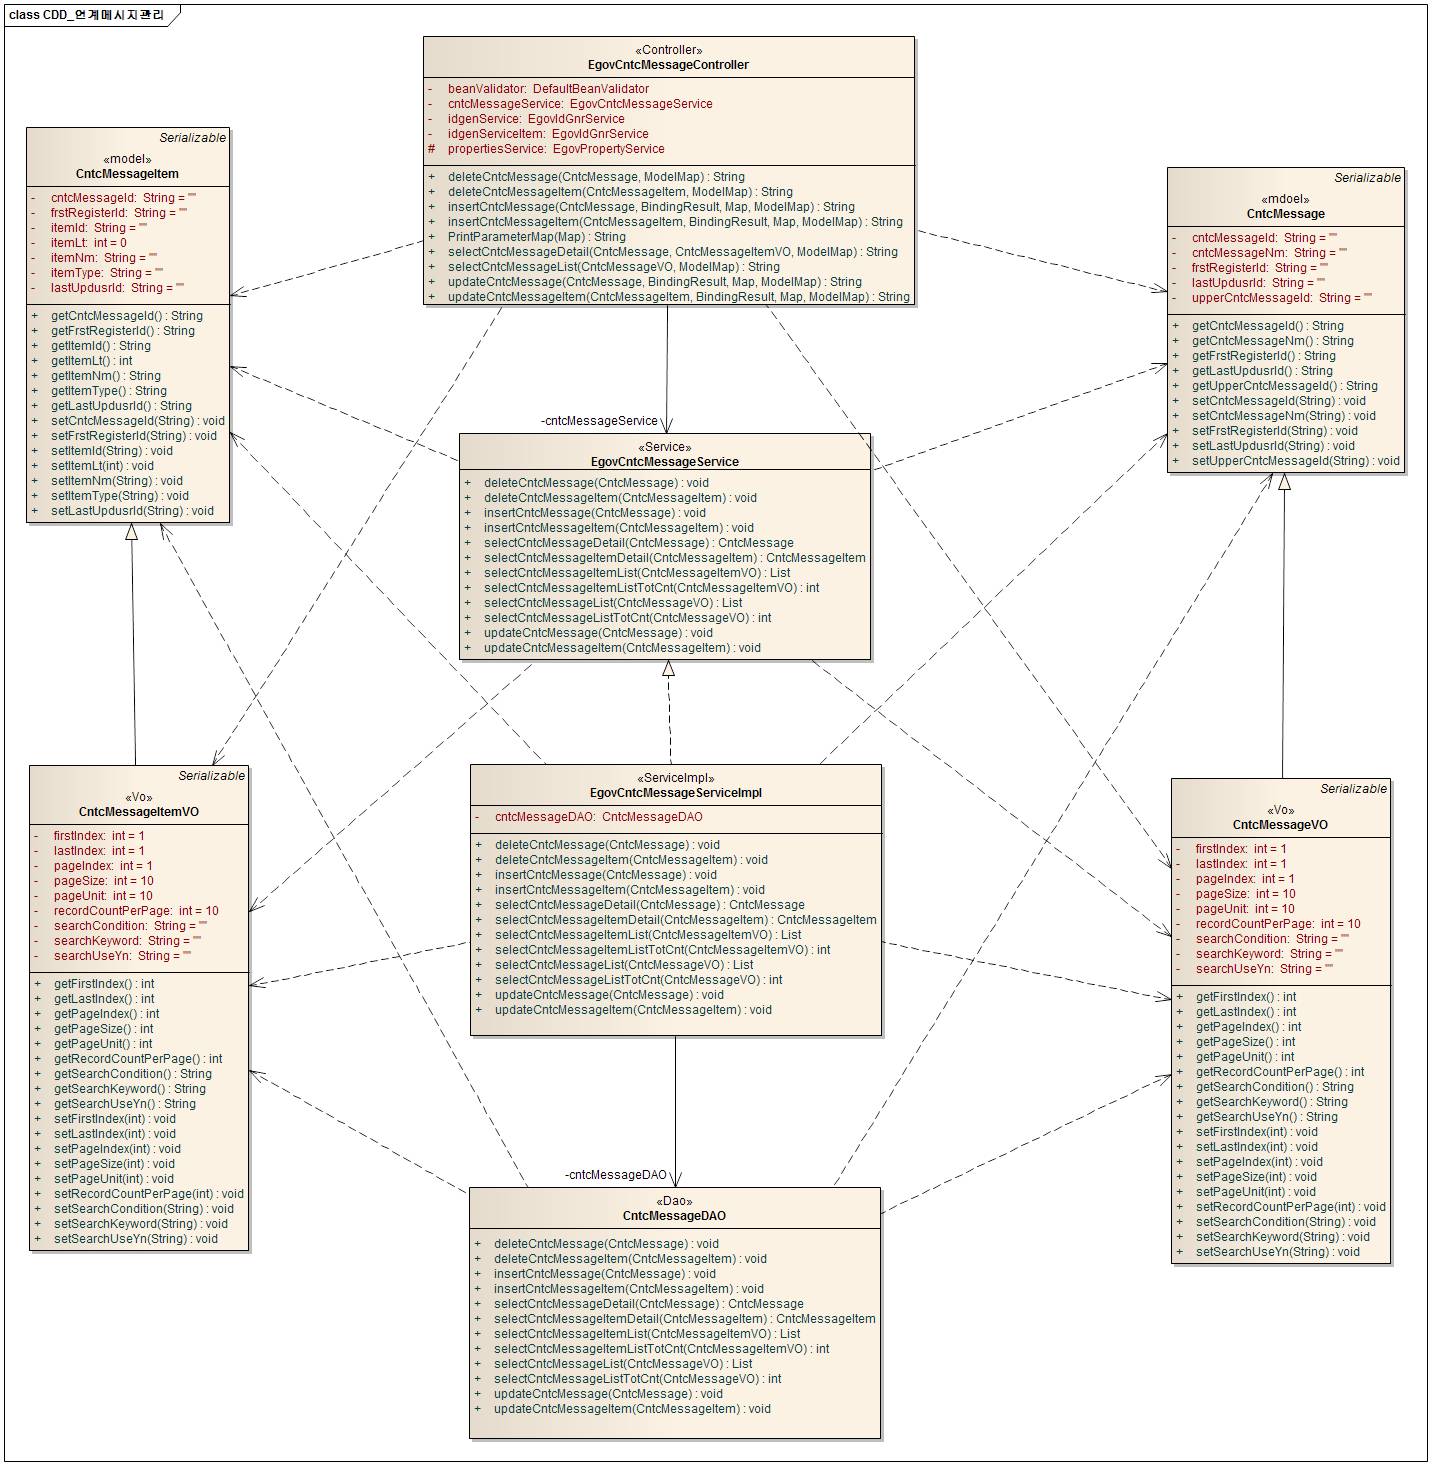 class CDD_연계메시지관리
«Controller»
EgovCntcMessageController
- beanValidator: DefaultBeanValidator
- cntcMessageService: EgovCntcMessageService
- idgenService: EgovIdGnrService
- idgenServiceItem: EgovIdGnrService
# propertiesService: EgovPropertyService
+ deleteCntcMessage(CntcMessage, ModelMap) : String
+ deleteCntcMessageItem(CntcMessageItem, ModelMap) : String
+ insertCntcMessage(CntcMessage, BindingResult, Map, ModelMap) : String
+ insertCntcMessageItem(CntcMessageItem, BindingResult, Map, ModelMap) : String
+ PrintParameterMap(Map) : String
+ selectCntcMessageDetail(CntcMessage, CntcMessageItemVO, ModelMap) : String
+ selectCntcMessageList(CntcMessageVO, ModelMap) : String
+ updateCntcMessage(CntcMessage, BindingResult, Map, ModelMap) : String
+ updateCntcMessageItem(CntcMessageItem, BindingResult, Map, ModelMap) : String
Serializable
«model»
CntcMessageItem
- cntcMessageId: String = ""
- frstRegisterId: String = ""
- itemId: String = ""
- itemLt: int = 0
- itemNm: String = ""
- itemType: String = ""
- lastUpdusrId: String = ""
+ getCntcMessageId() : String
+ getFrstRegisterId() : String
+ getItemId() : String
+ getItemLt() : int
+ getItemNm() : String
+ getItemType() : String
+ getLastUpdusrId() : String
+ setCntcMessageId(String) : void
+ setFrstRegisterId(String) : void
+ setItemId(String) : void
+ setItemLt(int) : void
+ setItemNm(String) : void
+ setItemType(String) : void
+ setLastUpdusrId(String) : void
Serializable
«mdoel»
CntcMessage
- cntcMessageId: String = ""
- cntcMessageNm: String = ""
- frstRegisterId: String = ""
- lastUpdusrId: String = ""
- upperCntcMessageId: String = ""
+ getCntcMessageId() : String
+ getCntcMessageNm() : String
+ getFrstRegisterId() : String
+ getLastUpdusrId() : String
+ getUpperCntcMessageId() : String
+ setCntcMessageId(String) : void
+ setCntcMessageNm(String) : void
+ setFrstRegisterId(String) : void
+ setLastUpdusrId(String) : void
+ setUpperCntcMessageId(String) : void
-cntcMessageService
«Service»
EgovCntcMessageService
+ deleteCntcMessage(CntcMessage) : void
+ deleteCntcMessageItem(CntcMessageItem) : void
+ insertCntcMessage(CntcMessage) : void
+ insertCntcMessageItem(CntcMessageItem) : void
+ selectCntcMessageDetail(CntcMessage) : CntcMessage
+ selectCntcMessageItemDetail(CntcMessageItem) : CntcMessageItem
+ selectCntcMessageItemList(CntcMessageItemVO) : List
+ selectCntcMessageItemListTotCnt(CntcMessageItemVO) : int
+ selectCntcMessageList(CntcMessageVO) : List
+ selectCntcMessageListTotCnt(CntcMessageVO) : int
+ updateCntcMessage(CntcMessage) : void
+ updateCntcMessageItem(CntcMessageItem) : void
Serializable
«Vo»
CntcMessageItemVO
- firstIndex: int = 1
- lastIndex: int = 1
- pageIndex: int = 1
- pageSize: int = 10
- pageUnit: int = 10
- recordCountPerPage: int = 10
- searchCondition: String = ""
- searchKeyword: String = ""
- searchUseYn: String = ""
+ getFirstIndex() : int
+ getLastIndex() : int
+ getPageIndex() : int
+ getPageSize() : int
+ getPageUnit() : int
+ getRecordCountPerPage() : int
+ getSearchCondition() : String
+ getSearchKeyword() : String
+ getSearchUseYn() : String
+ setFirstIndex(int) : void
+ setLastIndex(int) : void
+ setPageIndex(int) : void
+ setPageSize(int) : void
+ setPageUnit(int) : void
+ setRecordCountPerPage(int) : void
+ setSearchCondition(String) : void
+ setSearchKeyword(String) : void
+ setSearchUseYn(String) : void
«ServiceImpl»
EgovCntcMessageServiceImpl
- cntcMessageDAO: CntcMessageDAO
+ deleteCntcMessage(CntcMessage) : void
+ deleteCntcMessageItem(CntcMessageItem) : void
+ insertCntcMessage(CntcMessage) : void
+ insertCntcMessageItem(CntcMessageItem) : void
+ selectCntcMessageDetail(CntcMessage) : CntcMessage
+ selectCntcMessageItemDetail(CntcMessageItem) : CntcMessageItem
+ selectCntcMessageItemList(CntcMessageItemVO) : List
+ selectCntcMessageItemListTotCnt(CntcMessageItemVO) : int
+ selectCntcMessageList(CntcMessageVO) : List
+ selectCntcMessageListTotCnt(CntcMessageVO) : int
+ updateCntcMessage(CntcMessage) : void
+ updateCntcMessageItem(CntcMessageItem) : void
Serializable
«Vo»
CntcMessageVO
- firstIndex: int = 1
- lastIndex: int = 1
- pageIndex: int = 1
- pageSize: int = 10
- pageUnit: int = 10
- recordCountPerPage: int = 10
- searchCondition: String = ""
- searchKeyword: String = ""
- searchUseYn: String = ""
+ getFirstIndex() : int
+ getLastIndex() : int
+ getPageIndex() : int
+ getPageSize() : int
+ getPageUnit() : int
+ getRecordCountPerPage() : int
+ getSearchCondition() : String
+ getSearchKeyword() : String
+ getSearchUseYn() : String
+ setFirstIndex(int) : void
+ setLastIndex(int) : void
+ setPageIndex(int) : void
+ setPageSize(int) : void
+ setPageUnit(int) : void
+ setRecordCountPerPage(int) : void
+ setSearchCondition(String) : void
+ setSearchKeyword(String) : void
+ setSearchUseYn(String) : void
-cntcMessageDAO
«Dao»
CntcMessageDAO
+ deleteCntcMessage(CntcMessage) : void
+ deleteCntcMessageItem(CntcMessageItem) : void
+ insertCntcMessage(CntcMessage) : void
+ insertCntcMessageItem(CntcMessageItem) : void
+ selectCntcMessageDetail(CntcMessage) : CntcMessage
+ selectCntcMessageItemDetail(CntcMessageItem) : CntcMessageItem
+ selectCntcMessageItemList(CntcMessageItemVO) : List
+ selectCntcMessageItemListTotCnt(CntcMessageItemVO) : int
+ selectCntcMessageList(CntcMessageVO) : List
+ selectCntcMessageListTotCnt(CntcMessageVO) : int
+ updateCntcMessage(CntcMessage) : void
+ updateCntcMessageItem(CntcMessageItem) : void